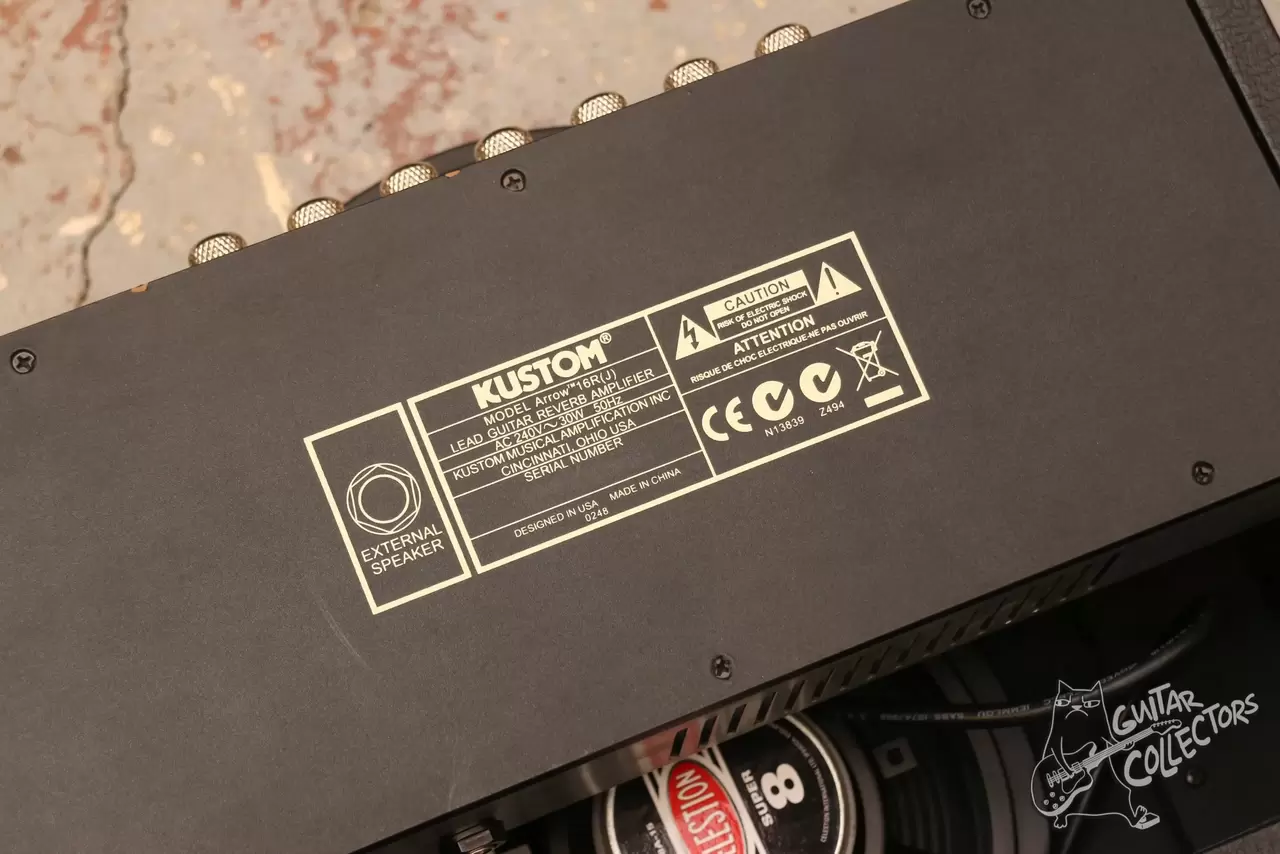 EXTERNAL
SPEAKER
KUSTOM®
MODEL Arrow™16R(J)
LEAD GUITAR REVERB AMPLIFIER
AC 240V～30W 50Hz
KUSTOM MUSICAL AMPLIFICATION INC
CINCINNATI, OHIO USA
SERIAL NUMBER
DESIGNED IN USA MADE IN CHINA
0248
CAUTION
RISK OF ELECTRIC SHOCK
DO NOT OPEN
ATTENTION
RISQUE DE CHOC ELECTRIQUE-NE PAS OUVRIR
CE
N13839 Z494
SUPER 8
GUITAR
COLLECTORS